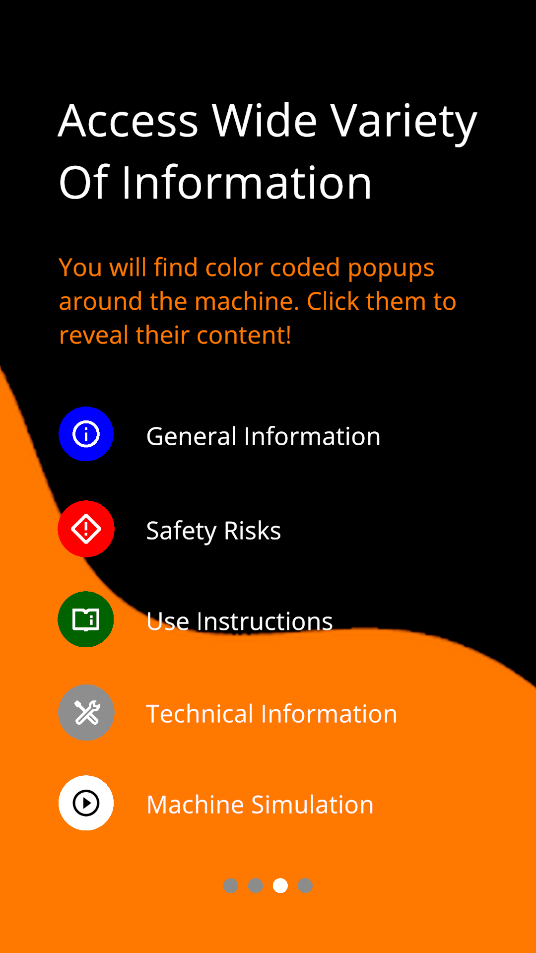 Access Wide Variety
Of Information
You will find color coded popups
around the machine. Click them to
reveal their content!
General Information
Safety Risks
Use Instructions
Technical Information
Machine Simulation